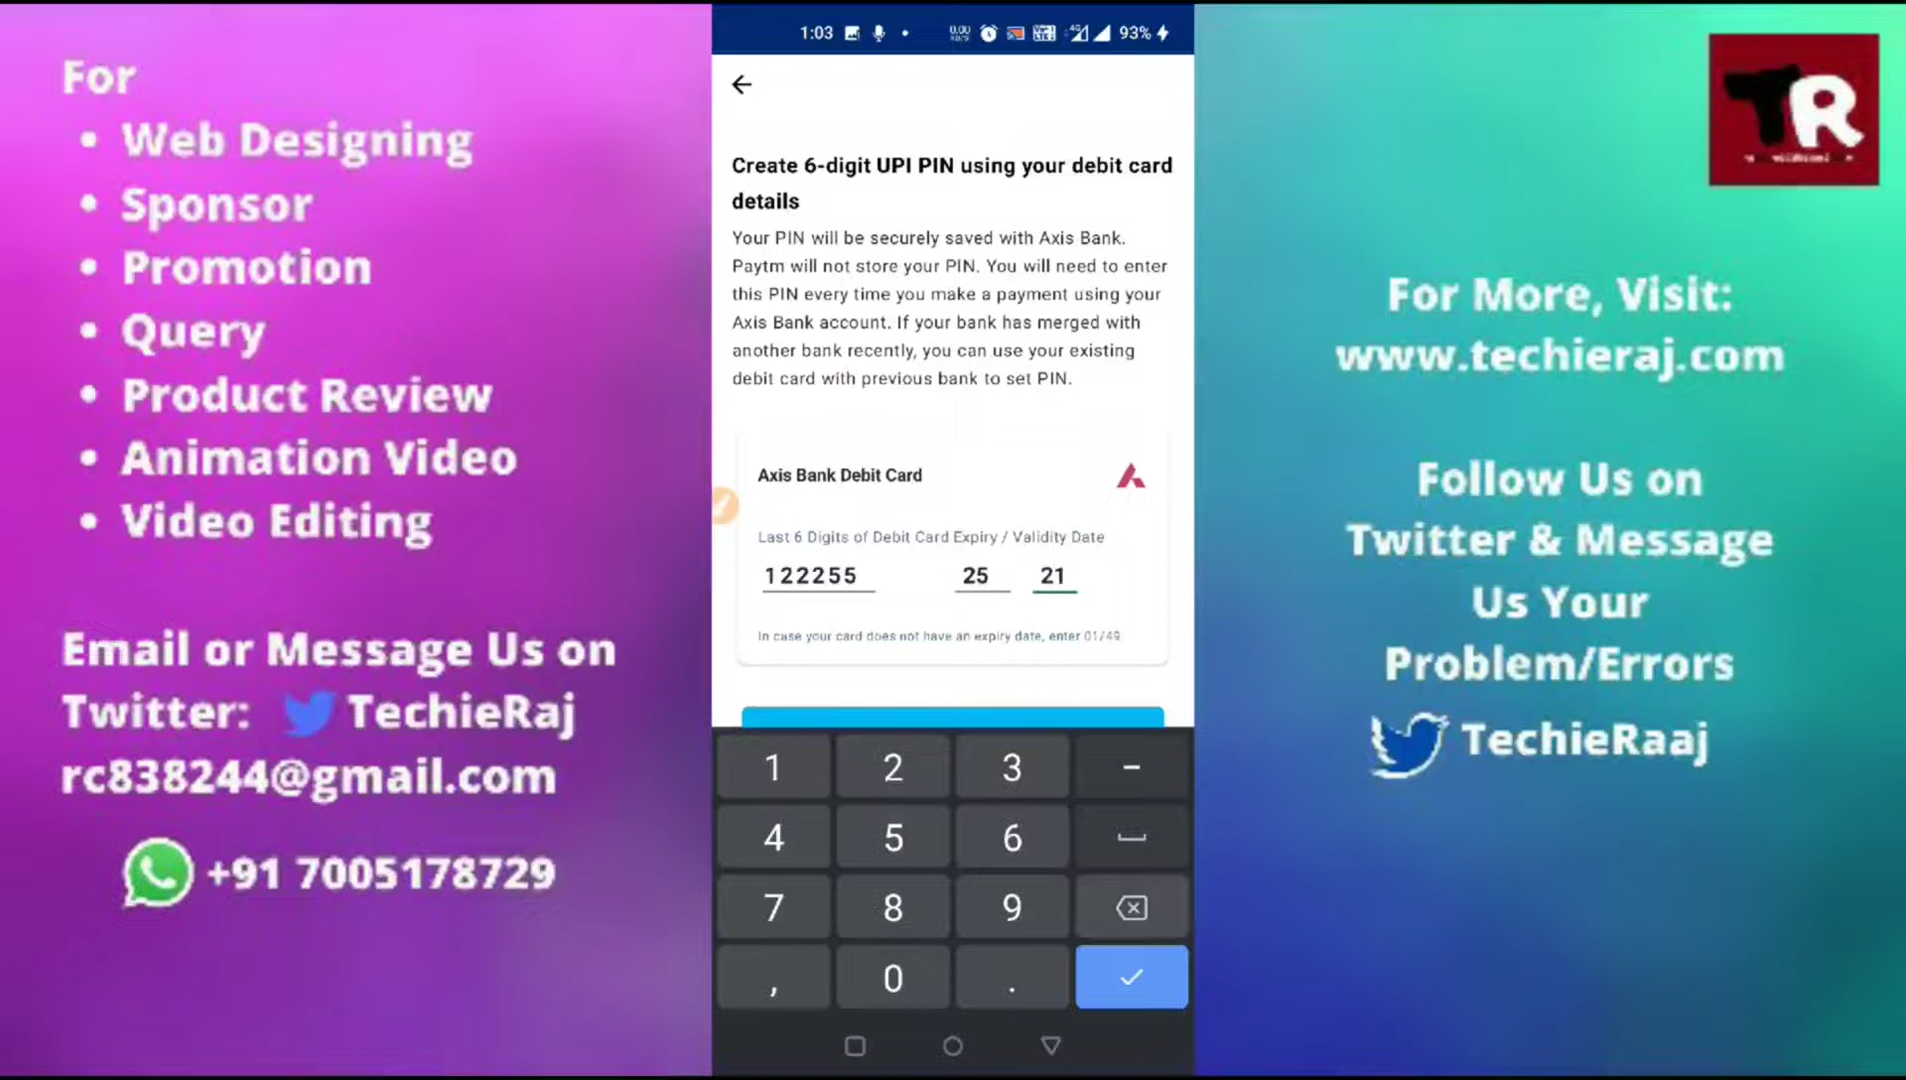 For
• Web Designing
• Sponsor
• Promotion
• Query
• Product Review
• Animation Video
• Video Editing
Email or Message Us on
Twitter: TechieRaj
rc838244@gmail.com
+91 7005178729
1:03 0.00 4G 93%
Create 6-digit UPI PIN using your debit card
details
Your PIN will be securely saved with Axis Bank.
Paytm will not store your PIN. You will need to enter
this PIN every time you make a payment using your
Axis Bank account. If your bank has merged with
another bank recently, you can use your existing
debit card with previous bank to set PIN.
Axis Bank Debit Card
Last 6 Digits of Debit Card Expiry / Validity Date
122255 25 21
In case your card does not have an expiry date, enter 01/49
1 2 3 –
4 5 6
7 8 9
, 0 .
TR
For More, Visit:
www.techieraj.com
Follow Us on
Twitter & Message
Us Your
Problem/Errors
TechieRaaj